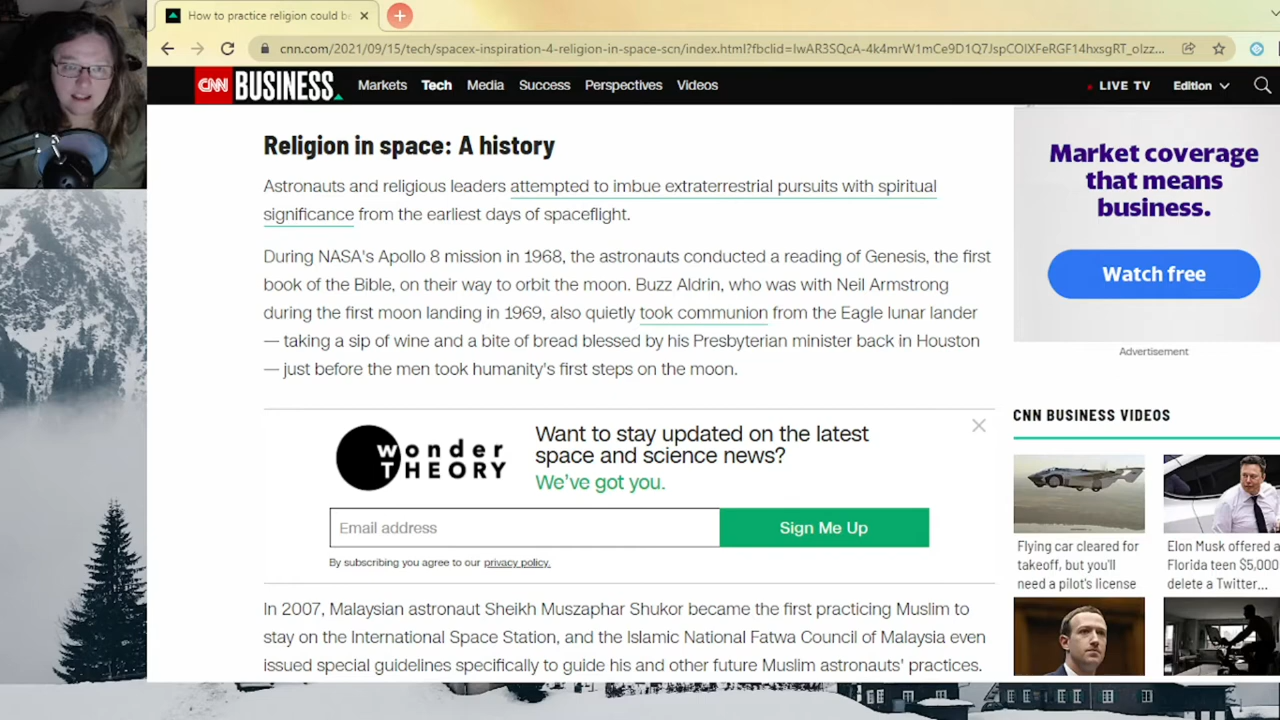 How to practice religion could be
cnn.com/2021/09/15/tech/spacex-inspiration-4-religion-in-space-scn/index.html?fbclid=IwAR3SQcA-4k4mrW1mCe9D1Q7JspCOIXFeRGF14hxsgRT_olzz...
CNN BUSINESS Markets Tech Media Success Perspectives Videos LIVE TV Edition
Religion in space: A history
Astronauts and religious leaders attempted to imbue extraterrestrial pursuits with spiritual
significance from the earliest days of spaceflight.
During NASA's Apollo 8 mission in 1968, the astronauts conducted a reading of Genesis, the first
book of the Bible, on their way to orbit the moon. Buzz Aldrin, who was with Neil Armstrong
during the first moon landing in 1969, also quietly took communion from the Eagle lunar lander
— taking a sip of wine and a bite of bread blessed by his Presbyterian minister back in Houston
— just before the men took humanity's first steps on the moon.
wonder
THEORY
Want to stay updated on the latest
space and science news?
We've got you.
Email address
Sign Me Up
By subscribing you agree to our privacy policy.
In 2007, Malaysian astronaut Sheikh Muszaphar Shukor became the first practicing Muslim to
stay on the International Space Station, and the Islamic National Fatwa Council of Malaysia even
issued special guidelines specifically to guide his and other future Muslim astronauts' practices.
Market coverage
that means
business.
Watch free
Advertisement
CNN BUSINESS VIDEOS
Flying car cleared for
takeoff, but you'll
need a pilot's license
Elon Musk offered a
Florida teen $5,000
delete a Twitter...